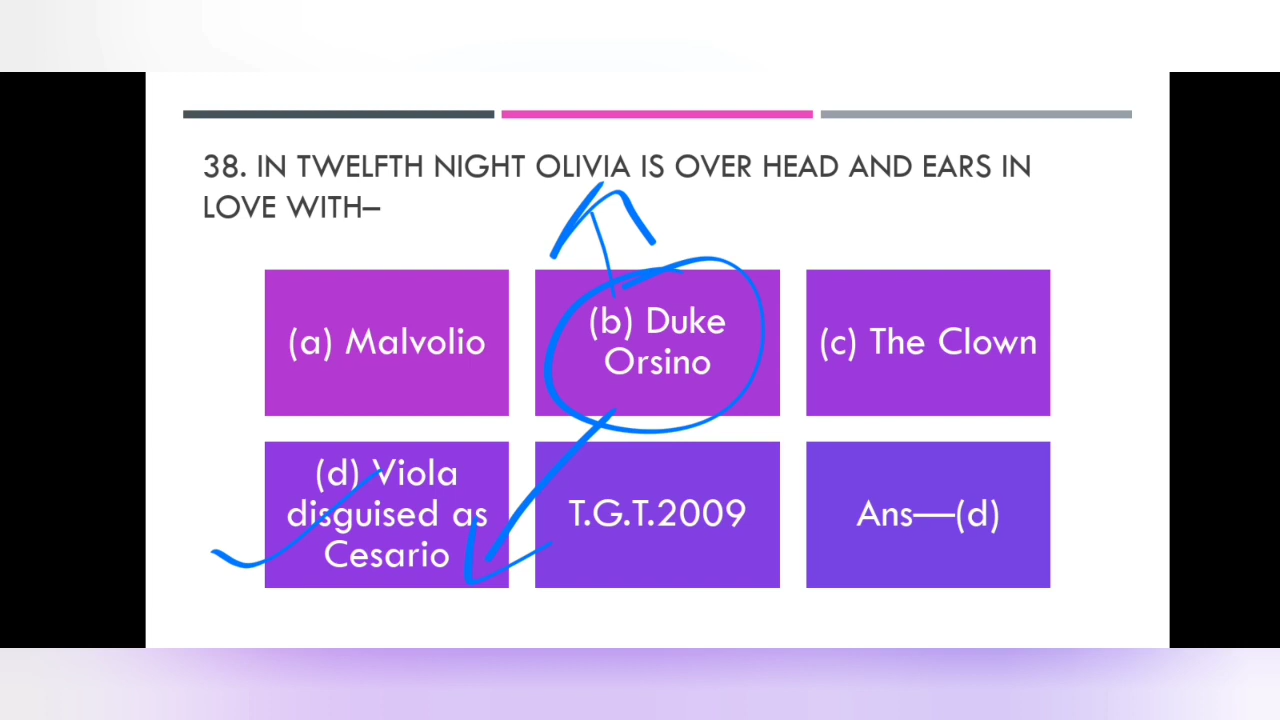 38. IN TWELFTH NIGHT OLIVIA IS OVER HEAD AND EARS IN
LOVE WITH–
(a) Malvolio
(b) Duke
Orsino
(c) The Clown
(d) Viola
disguised as
Cesario
T.G.T.2009
Ans—(d)